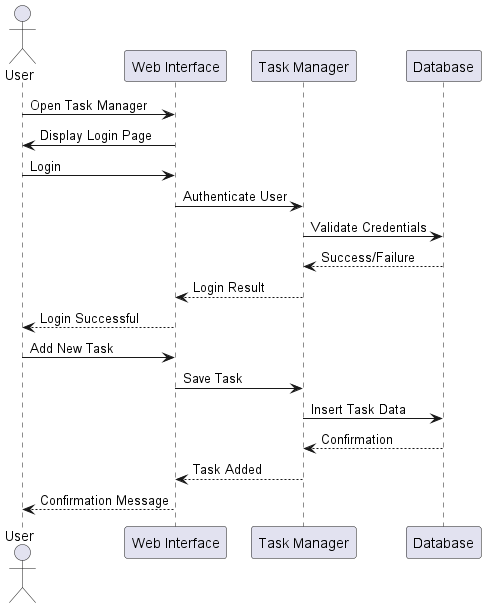 User
Web Interface
Task Manager
Database
Open Task Manager
Display Login Page
Login
Authenticate User
Validate Credentials
Success/Failure
Login Result
Login Successful
Add New Task
Save Task
Insert Task Data
Confirmation
Task Added
Confirmation Message
User
Web Interface
Task Manager
Database